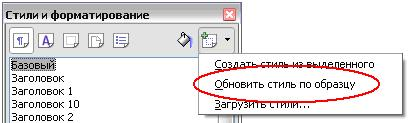 Стили и форматирование
Создать стиль из выделенного
Базовый
Обновить стиль по образцу
Заголовок
Заголовок 1
Загрузить стили...
Заголовок 10
Заголовок 2